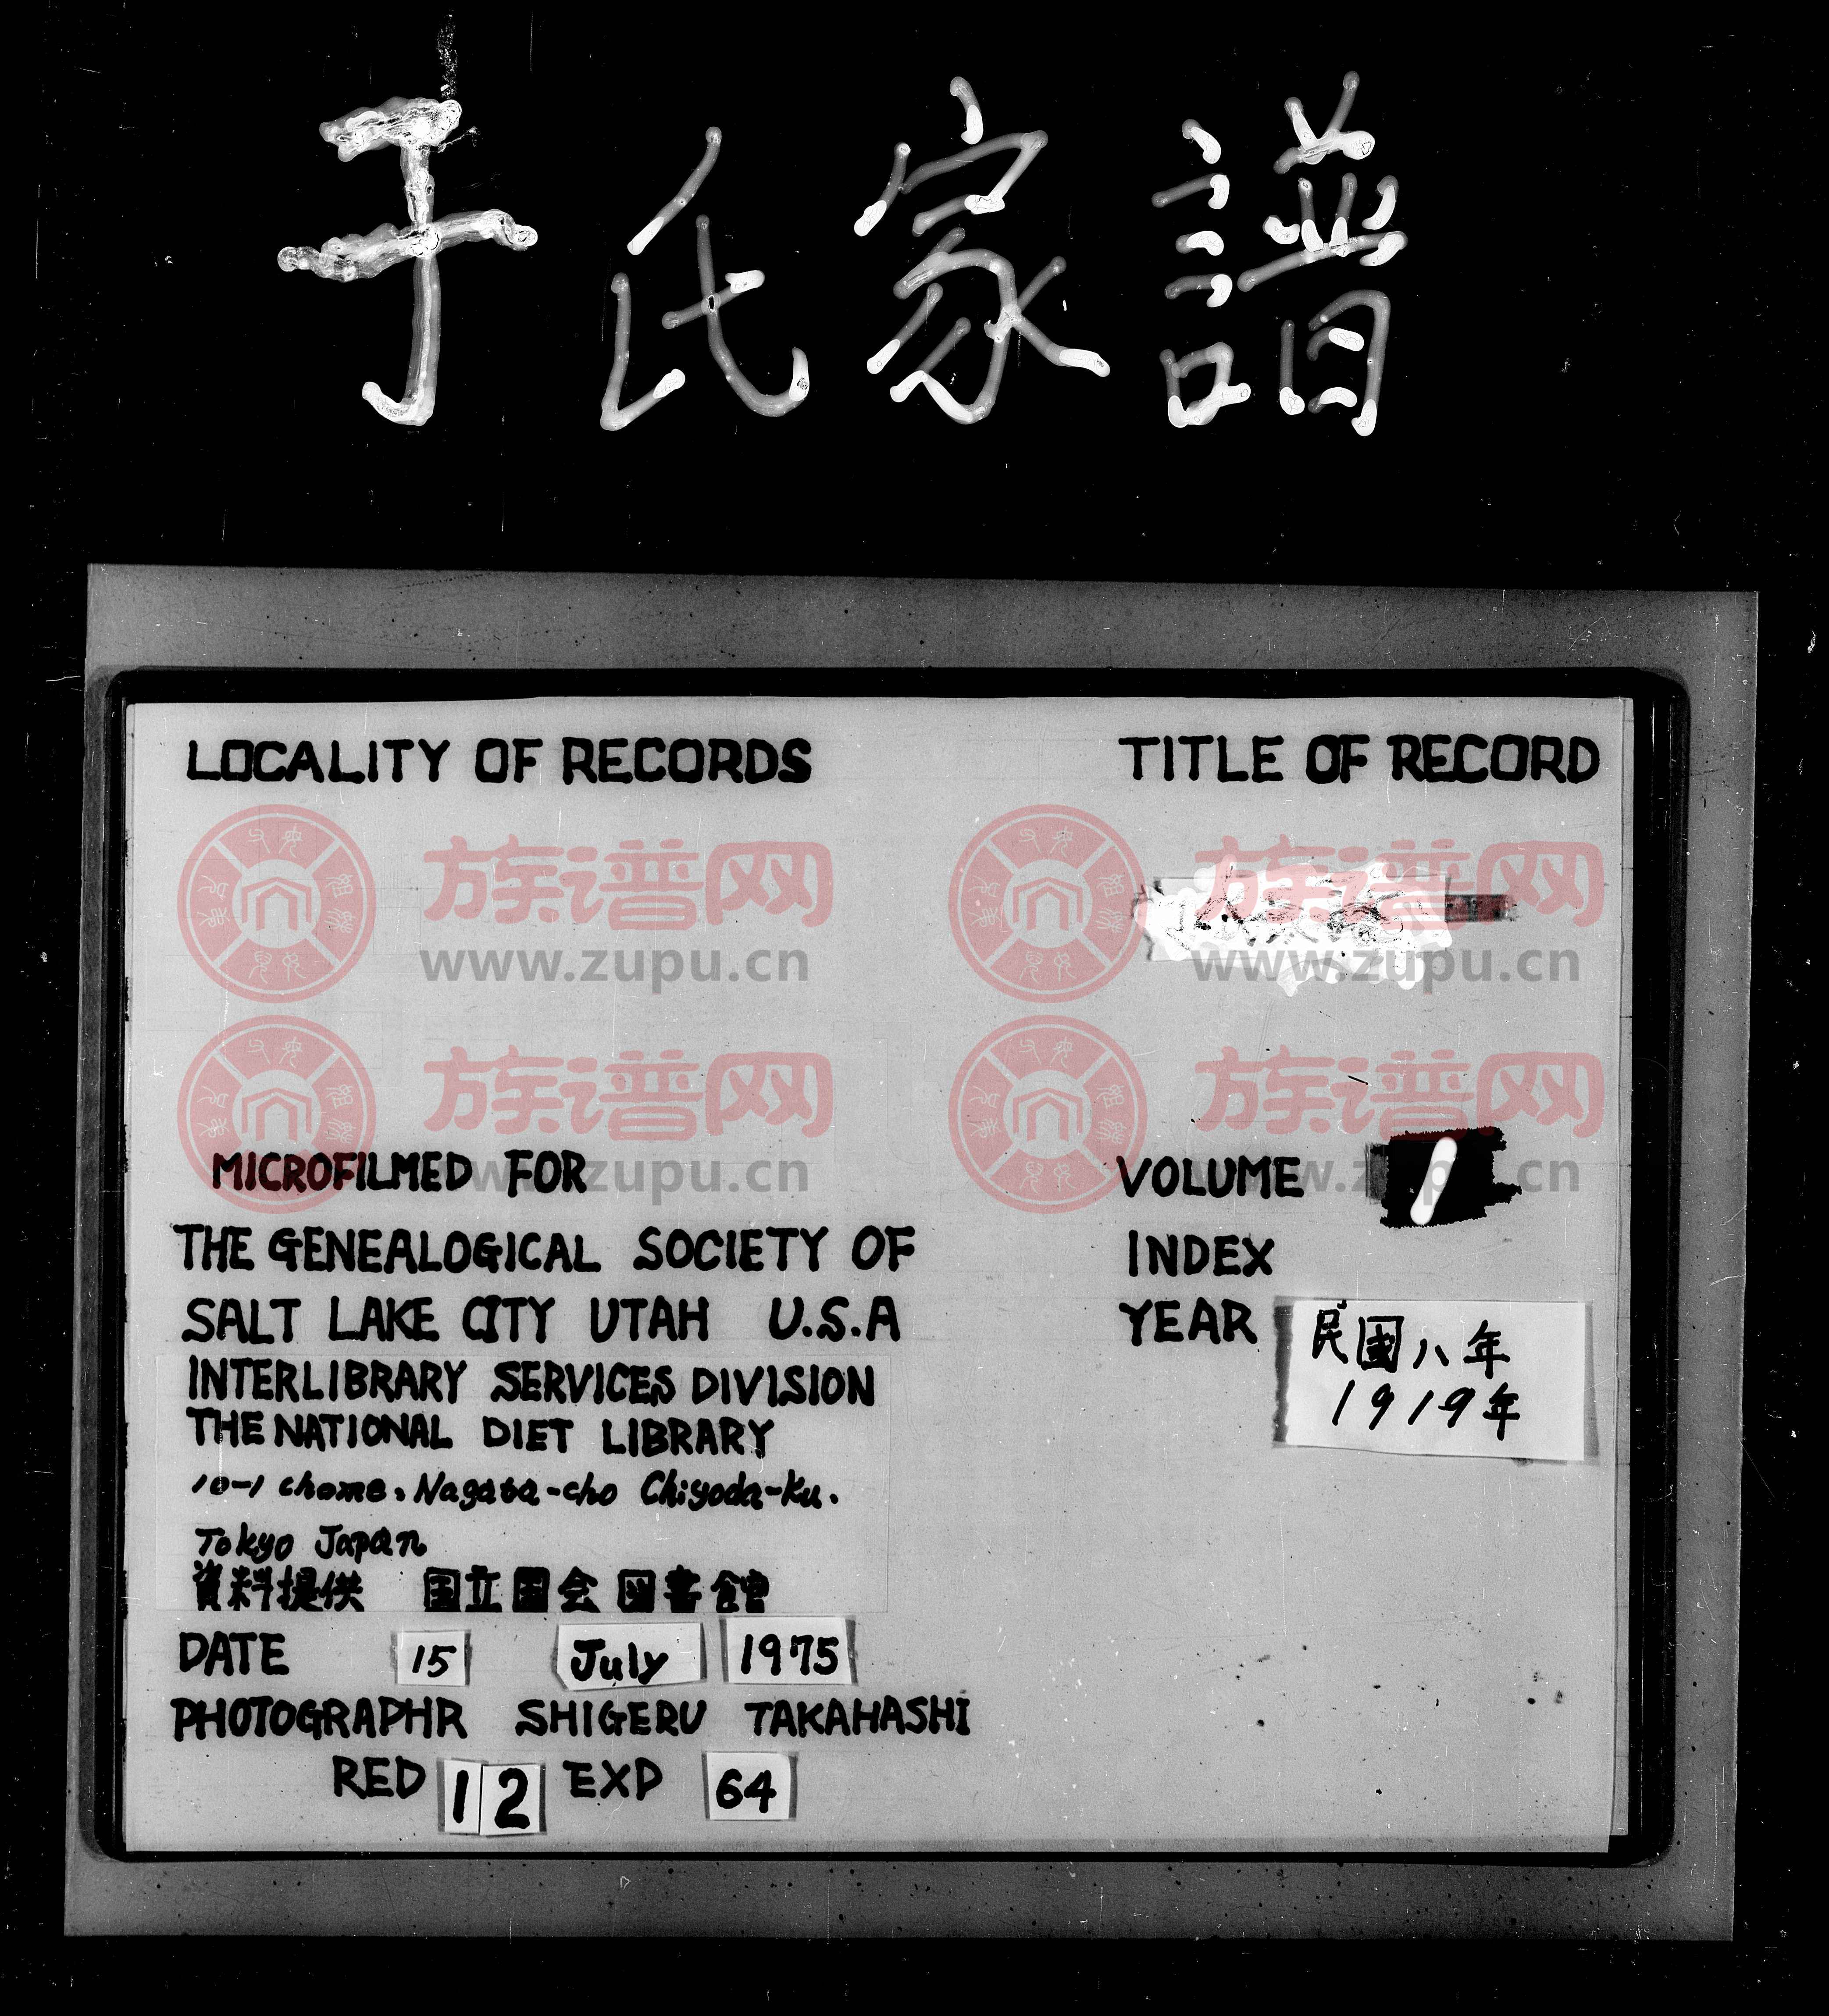 于氏家譜
LOCALITY OF RECORDS
TITLE OF RECORD
族谱网 族谱网
www.zupu.cn www.zupu.cn
族谱网 族谱网
www.zupu.cn www.zupu.cn
MICROFILMED FOR
THE GENEALOGICAL SOCIETY OF
SALT LAKE CITY UTAH U.S.A
INTERLIBRARY SERVICES DIVISION
THE NATIONAL DIET LIBRARY
10-1 chome, Nagata-cho Chiyoda-Ku.
Tokyo Japan
資料提供 国立国会図書館
DATE 15 July 1975
PHOTOGRAPHR SHIGERU TAKAHASHI
RED 12 EXP 64
VOLUME 1
INDEX
YEAR 民國八年
1919年